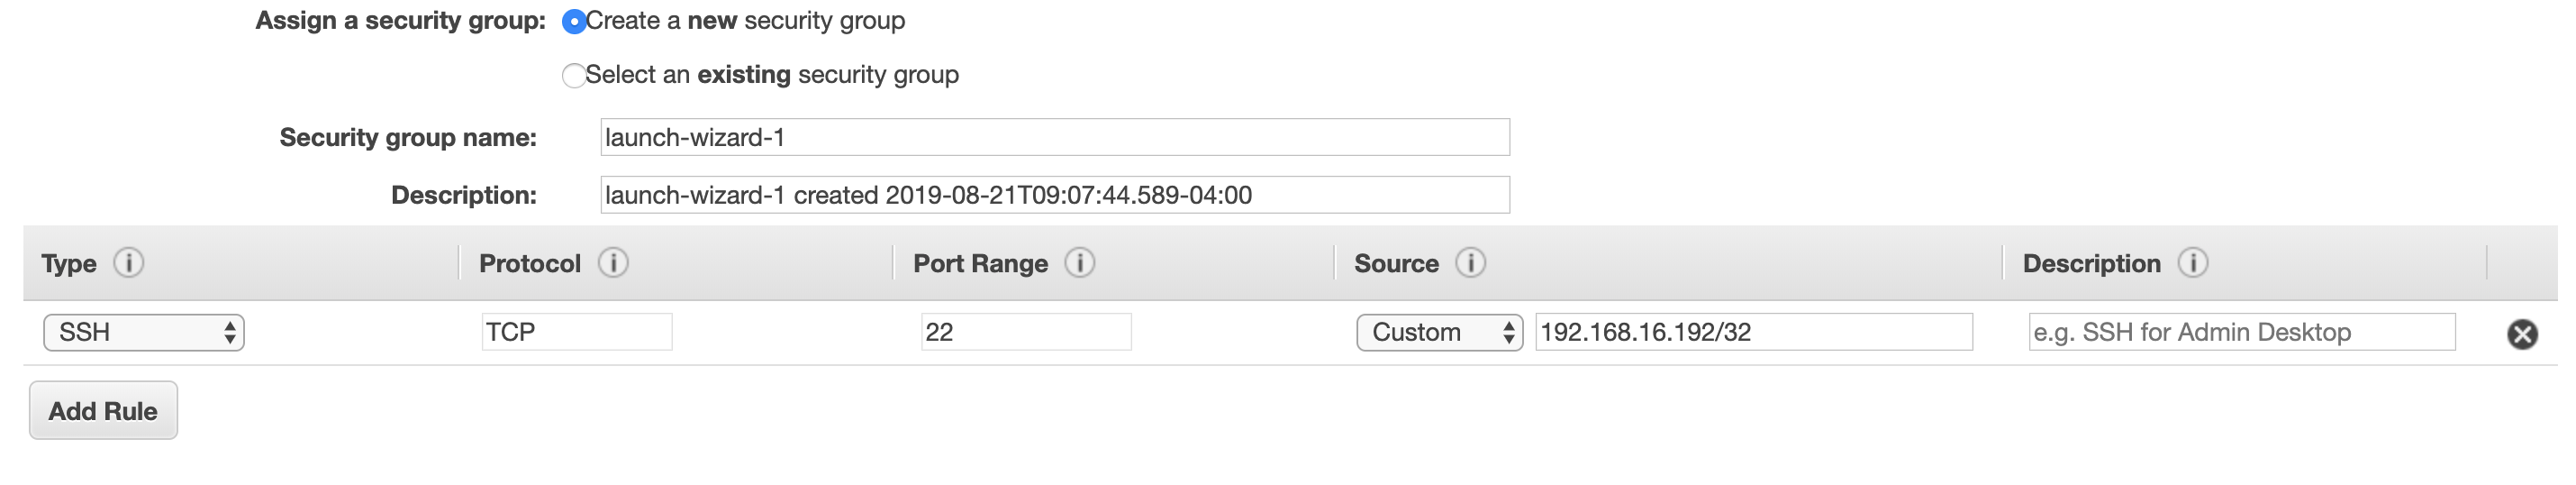 Assign a security group: Create a new security group
Select an existing security group
Security group name: launch-wizard-1
Description: launch-wizard-1 created 2019-08-21T09:07:44.589-04:00
Type i Protocol i Port Range i Source i Description i
SSH TCP 22 Custom 192.168.16.192/32 e.g. SSH for Admin Desktop
Add Rule